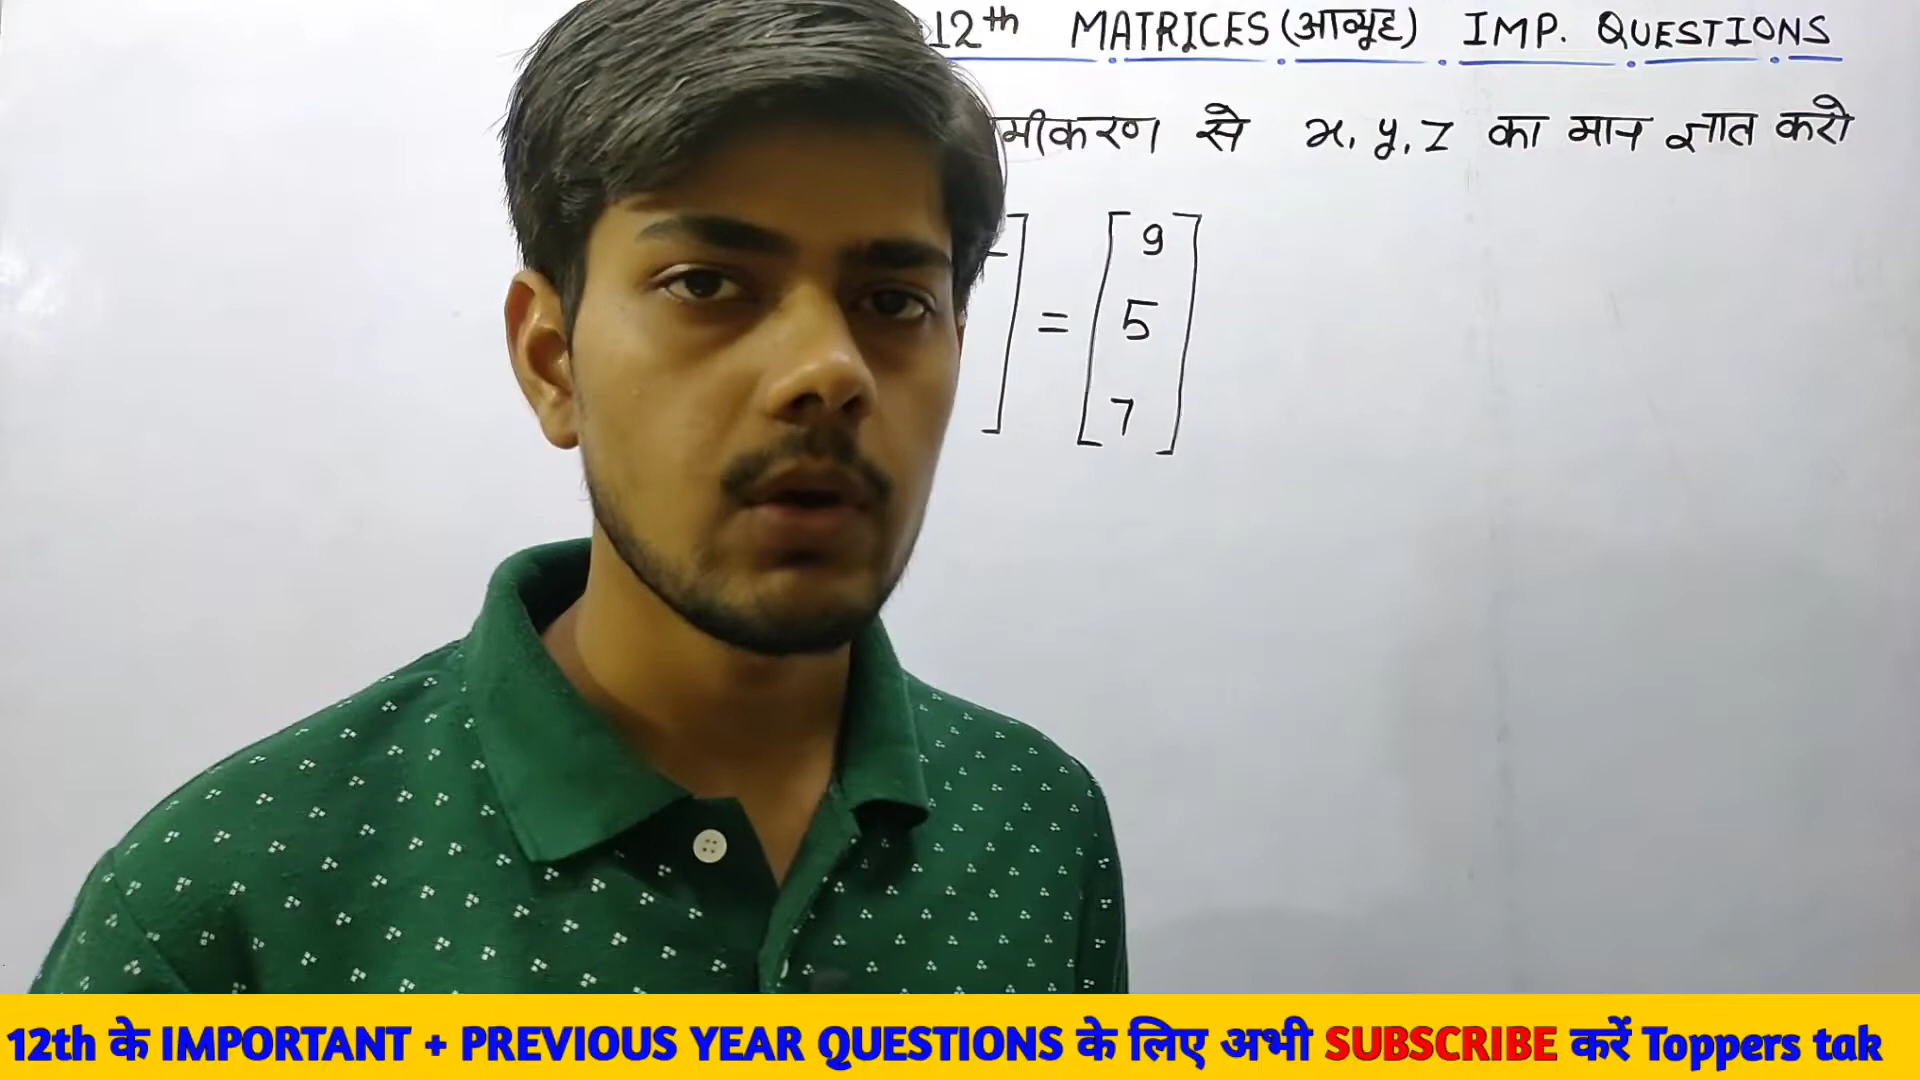 12th MATRICES (आव्यूह) IMP. QUESTIONS
मीकरण से x, y, z का मान ज्ञात करो
] = [ 9
5
7 ]
12th के IMPORTANT + PREVIOUS YEAR QUESTIONS के लिए अभी SUBSCRIBE करें Toppers tak